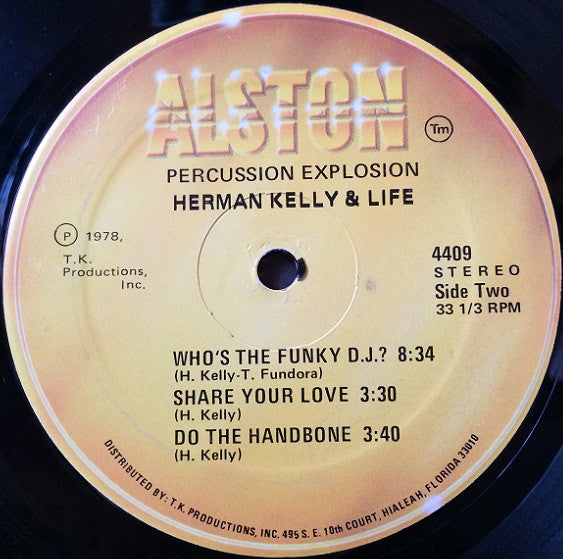 ALSTON
Tm
PERCUSSION EXPLOSION
HERMAN KELLY & LIFE
P 1978,
T.K.
Productions,
Inc.
4409
STEREO
Side Two
33 1/3 RPM
WHO'S THE FUNKY D.J.? 8:34
(H. Kelly-T. Fundora)
SHARE YOUR LOVE 3:30
(H. Kelly)
DO THE HANDBONE 3:40
(H. Kelly)
DISTRIBUTED BY: T.K. PRODUCTIONS, INC. 495 S. E. 10th COURT, HIALEAH, FLORIDA 33010